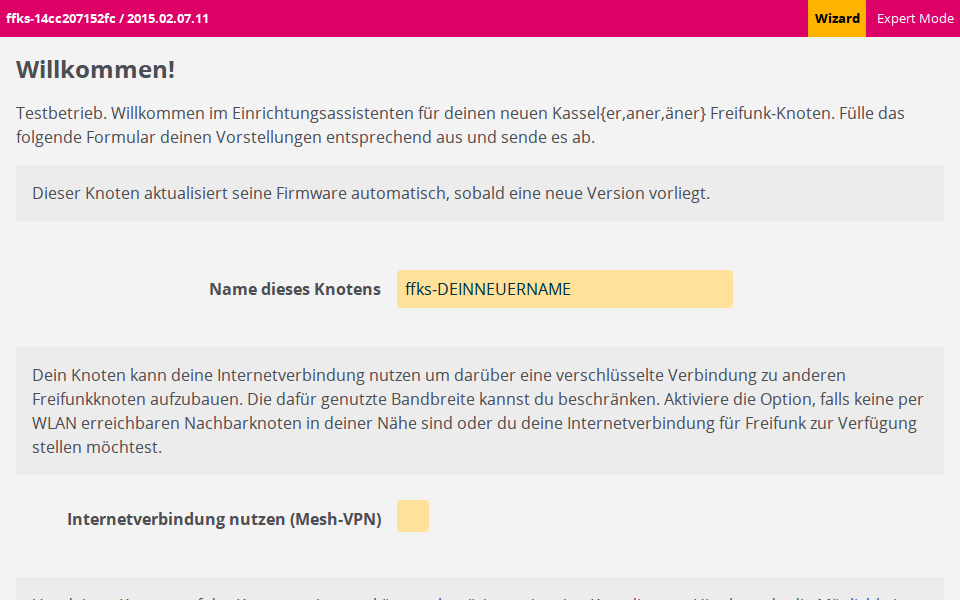 ffks-14cc207152fc / 2015.02.07.11
Wizard
Expert Mode
Willkommen!
Testbetrieb. Willkommen im Einrichtungsassistenten für deinen neuen Kassel{er,aner,äner} Freifunk-Knoten. Fülle das
folgende Formular deinen Vorstellungen entsprechend aus und sende es ab.
Dieser Knoten aktualisiert seine Firmware automatisch, sobald eine neue Version vorliegt.
Name dieses Knotens
ffks-DEINNEUERNAME
Dein Knoten kann deine Internetverbindung nutzen um darüber eine verschlüsselte Verbindung zu anderen
Freifunkknoten aufzubauen. Die dafür genutzte Bandbreite kannst du beschränken. Aktiviere die Option, falls keine per
WLAN erreichbaren Nachbarknoten in deiner Nähe sind oder du deine Internetverbindung für Freifunk zur Verfügung
stellen möchtest.
Internetverbindung nutzen (Mesh-VPN)